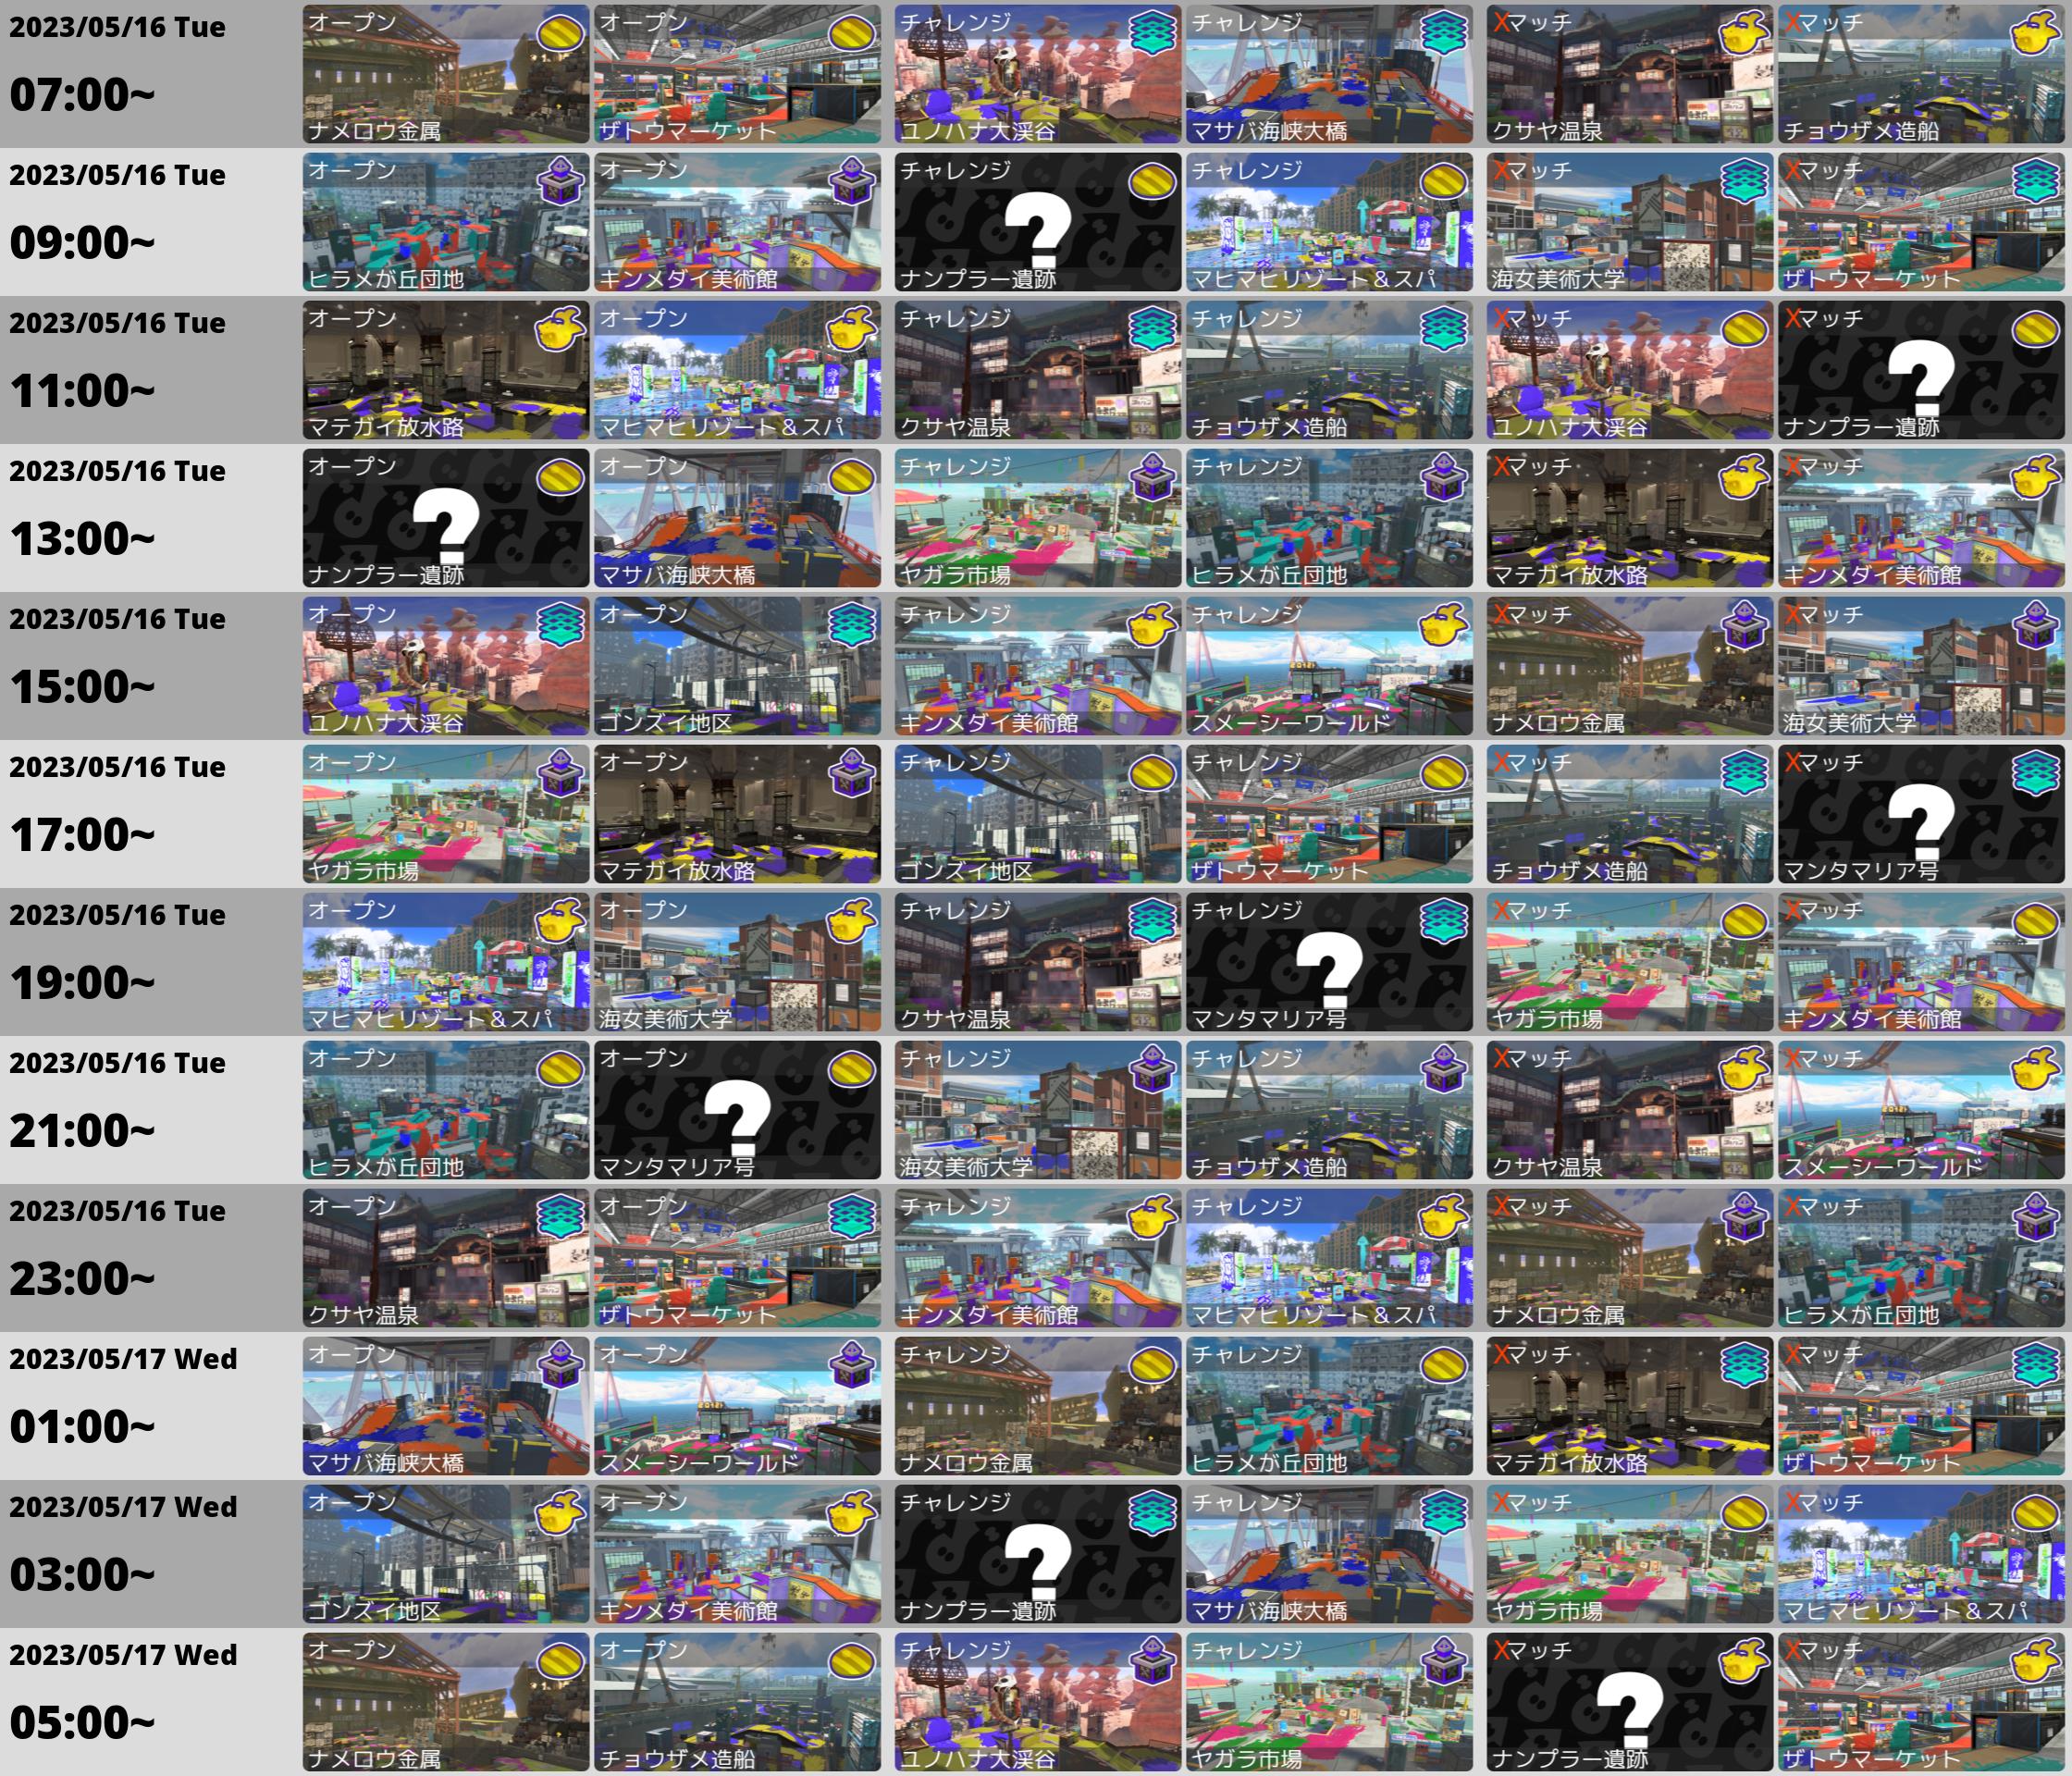 2023/05/16 Tue
07:00~
オープン オープン チャレンジ チャレンジ Xマッチ Xマッチ
ナメロウ金属 ザトウマーケット ユノハナ大渓谷 マサバ海峡大橋 クサヤ温泉 チョウザメ造船
2023/05/16 Tue
09:00~
オープン オープン チャレンジ チャレンジ Xマッチ Xマッチ
ヒラメが丘団地 キンメダイ美術館 ナンプラー遺跡 マヒマヒリゾート&スパ 海女美術大学 ザトウマーケット
2023/05/16 Tue
11:00~
オープン オープン チャレンジ チャレンジ Xマッチ Xマッチ
マテガイ放水路 マヒマヒリゾート&スパ クサヤ温泉 チョウザメ造船 ユノハナ大渓谷 ナンプラー遺跡
2023/05/16 Tue
13:00~
オープン オープン チャレンジ チャレンジ Xマッチ Xマッチ
ナンプラー遺跡 マサバ海峡大橋 ヤガラ市場 ヒラメが丘団地 マテガイ放水路 キンメダイ美術館
2023/05/16 Tue
15:00~
オープン オープン チャレンジ チャレンジ Xマッチ Xマッチ
ユノハナ大渓谷 ゴンズイ地区 キンメダイ美術館 スメーシーワールド ナメロウ金属 海女美術大学
2023/05/16 Tue
17:00~
オープン オープン チャレンジ チャレンジ Xマッチ Xマッチ
ヤガラ市場 マテガイ放水路 ゴンズイ地区 ザトウマーケット チョウザメ造船 マンタマリア号
2023/05/16 Tue
19:00~
オープン オープン チャレンジ チャレンジ Xマッチ Xマッチ
マヒマヒリゾート&スパ 海女美術大学 クサヤ温泉 マンタマリア号 ヤガラ市場 キンメダイ美術館
2023/05/16 Tue
21:00~
オープン オープン チャレンジ チャレンジ Xマッチ Xマッチ
ヒラメが丘団地 マンタマリア号 海女美術大学 チョウザメ造船 クサヤ温泉 スメーシーワールド
2023/05/16 Tue
23:00~
オープン オープン チャレンジ チャレンジ Xマッチ Xマッチ
クサヤ温泉 ザトウマーケット キンメダイ美術館 マヒマヒリゾート&スパ ナメロウ金属 ヒラメが丘団地
2023/05/17 Wed
01:00~
オープン オープン チャレンジ チャレンジ Xマッチ Xマッチ
マサバ海峡大橋 スメーシーワールド ナメロウ金属 ヒラメが丘団地 マテガイ放水路 ザトウマーケット
2023/05/17 Wed
03:00~
オープン オープン チャレンジ チャレンジ Xマッチ Xマッチ
ゴンズイ地区 キンメダイ美術館 ナンプラー遺跡 マサバ海峡大橋 ヤガラ市場 マヒマヒリゾート&スパ
2023/05/17 Wed
05:00~
オープン オープン チャレンジ チャレンジ Xマッチ Xマッチ
ナメロウ金属 チョウザメ造船 ユノハナ大渓谷 ヤガラ市場 ナンプラー遺跡 ザトウマーケット